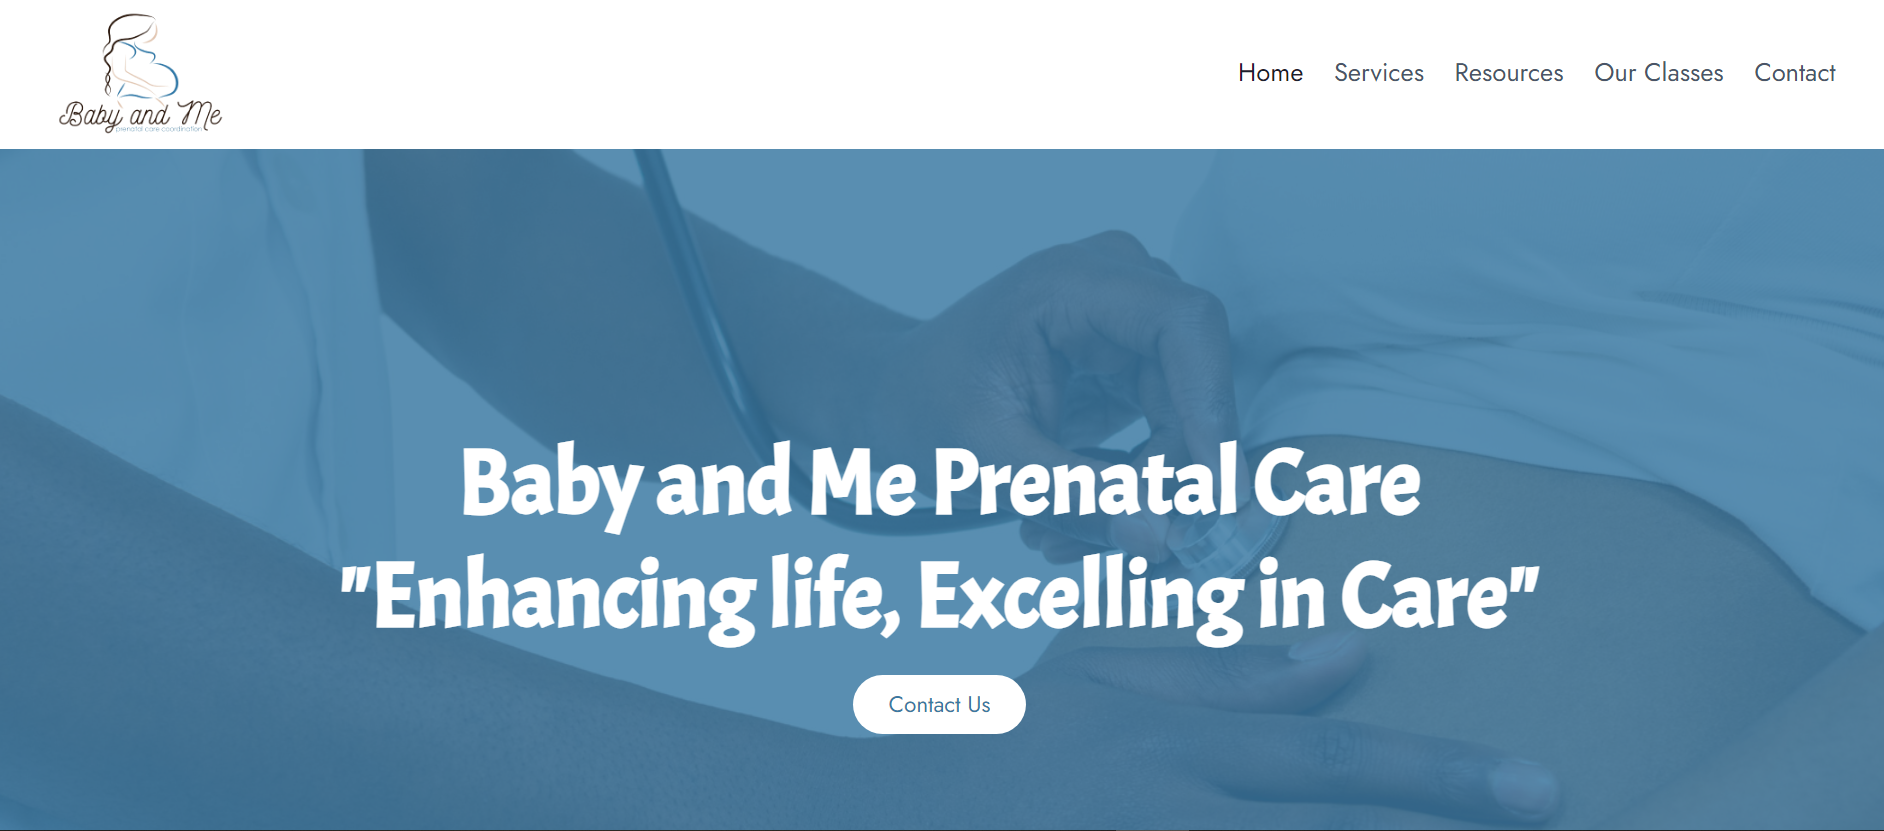 Baby and Me
prenatal care coordination
Home Services Resources Our Classes Contact
Baby and Me Prenatal Care
"Enhancing life, Excelling in Care"
Contact Us